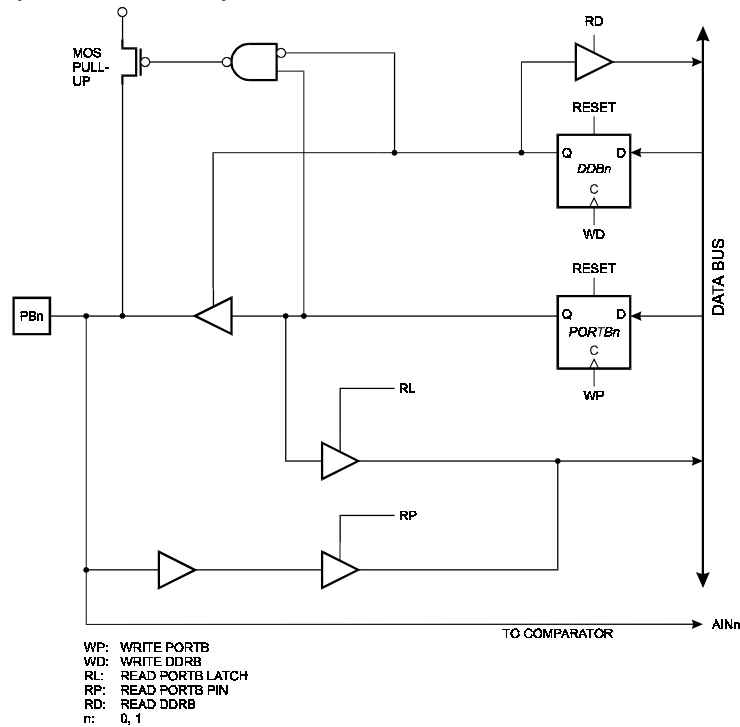 RD
MOS
PULL-
UP
RESET
Q D
DDBn
C
WD
DATA BUS
RESET
PBn
Q D
PORTBn
C
WP
RL
RP
TO COMPARATOR
AINn
WP: WRITE PORTB
WD: WRITE DDRB
RL: READ PORTB LATCH
RP: READ PORTB PIN
RD: READ DDRB
n: 0, 1